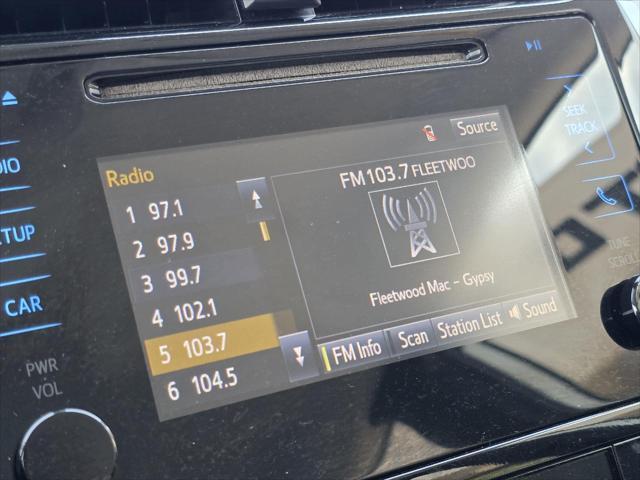 SEEK
TRACK
Source
Radio
FM 103.7 FLEETWOO
1 97.1
2 97.9
3 99.7
4 102.1
5 103.7
6 104.5
Fleetwood Mac - Gypsy
FM Info
Scan
Station List
Sound
CAR
PWR
VOL
TUNE